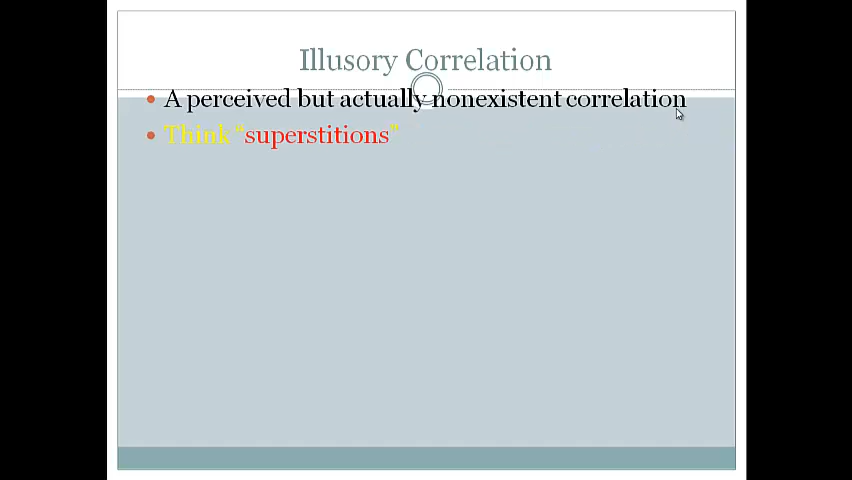 Illusory Correlation
A perceived but actually nonexistent correlation
Think “superstitions”